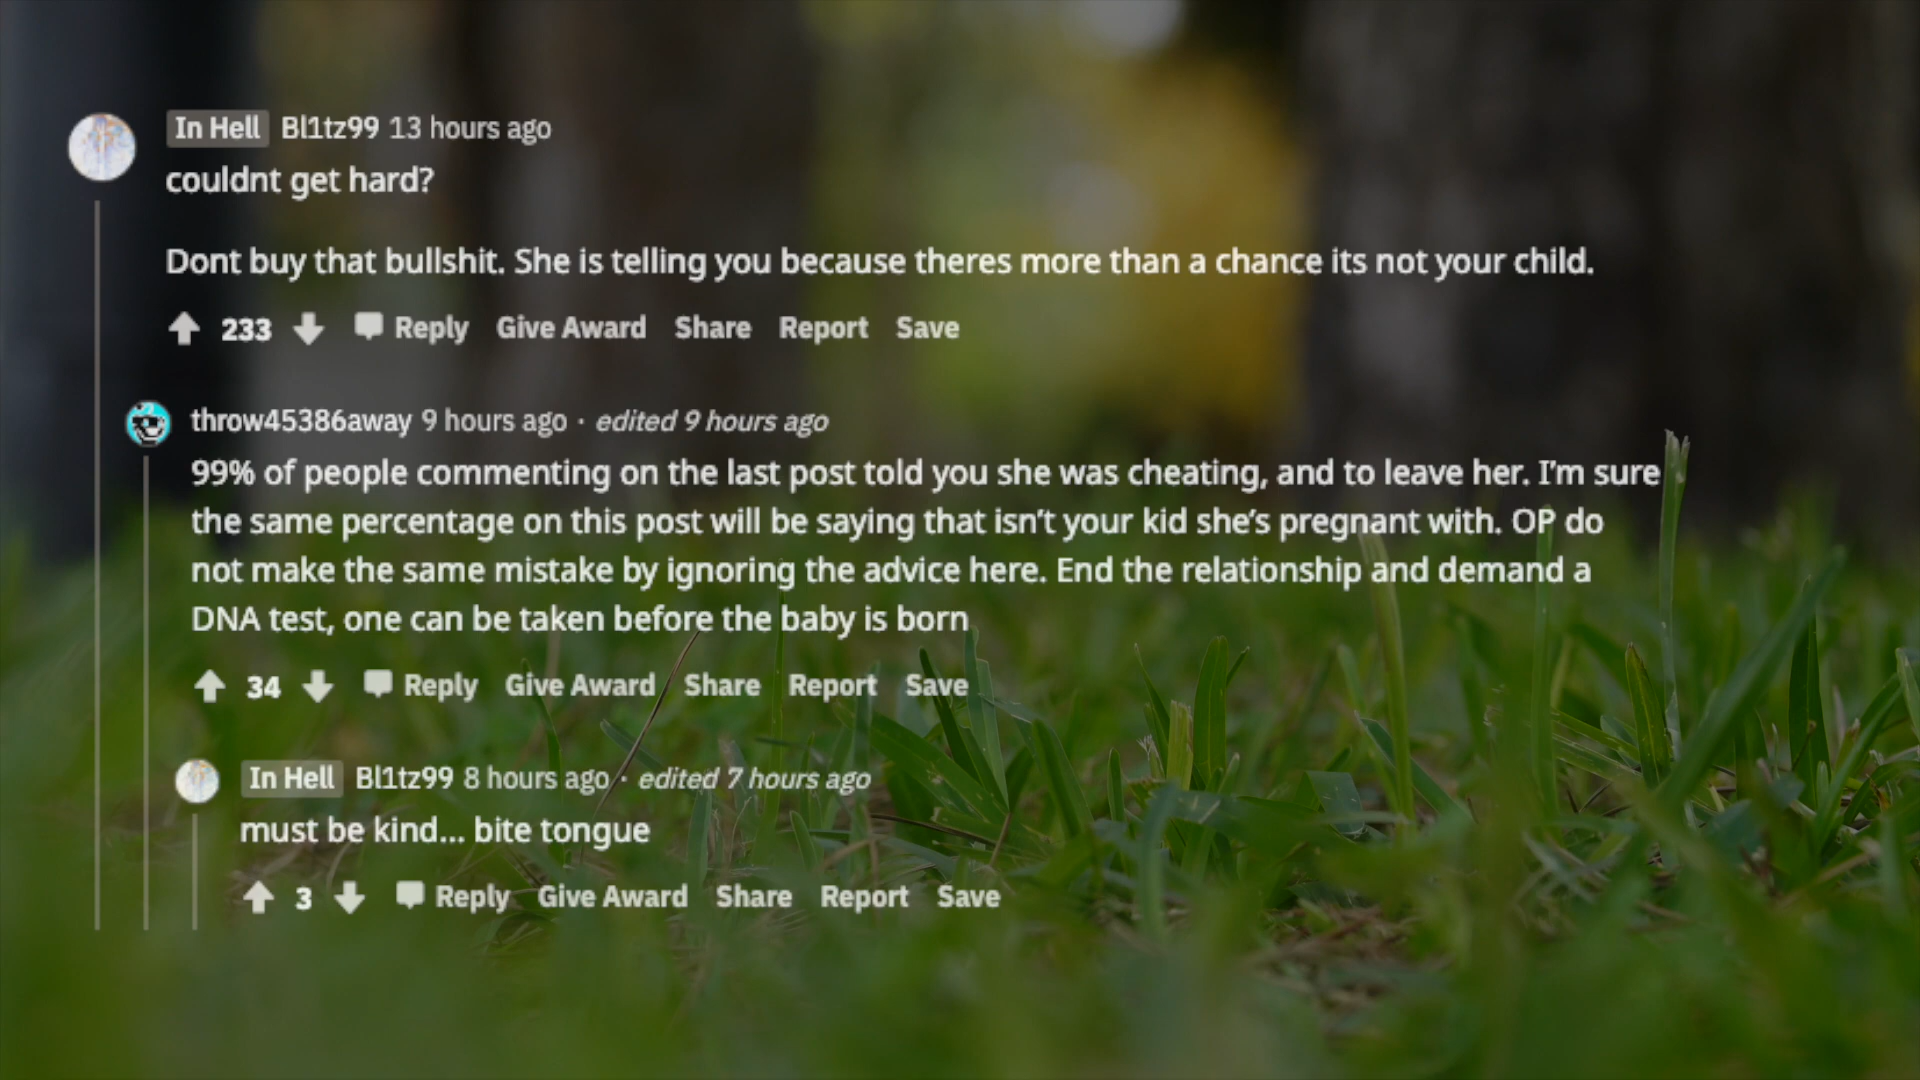 In Hell Bl1tz99 13 hours ago
couldnt get hard?
Dont buy that bullshit. She is telling you because theres more than a chance its not your child.
233 Reply Give Award Share Report Save
throw45386away 9 hours ago · edited 9 hours ago
99% of people commenting on the last post told you she was cheating, and to leave her. I'm sure
the same percentage on this post will be saying that isn't your kid she's pregnant with. OP do
not make the same mistake by ignoring the advice here. End the relationship and demand a
DNA test, one can be taken before the baby is born
34 Reply Give Award Share Report Save
In Hell Bl1tz99 8 hours ago · edited 7 hours ago
must be kind... bite tongue
3 Reply Give Award Share Report Save